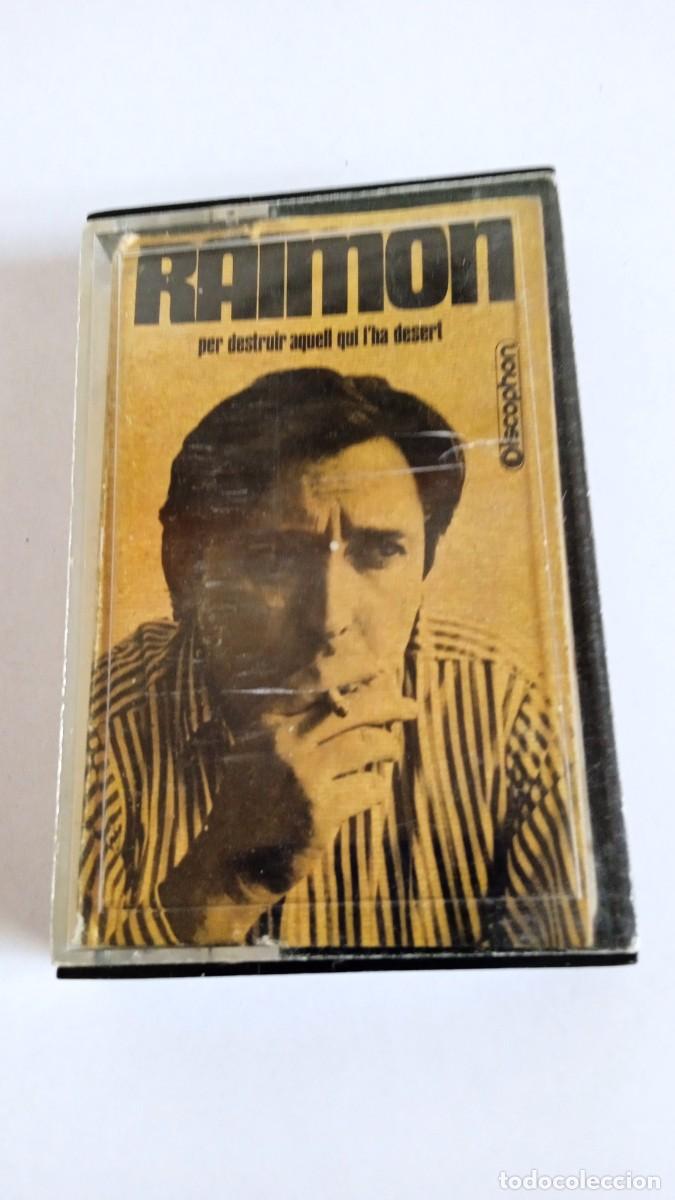 RAIMON
per destruir aquell qui l'ha desert
Discophon
todocoleccion